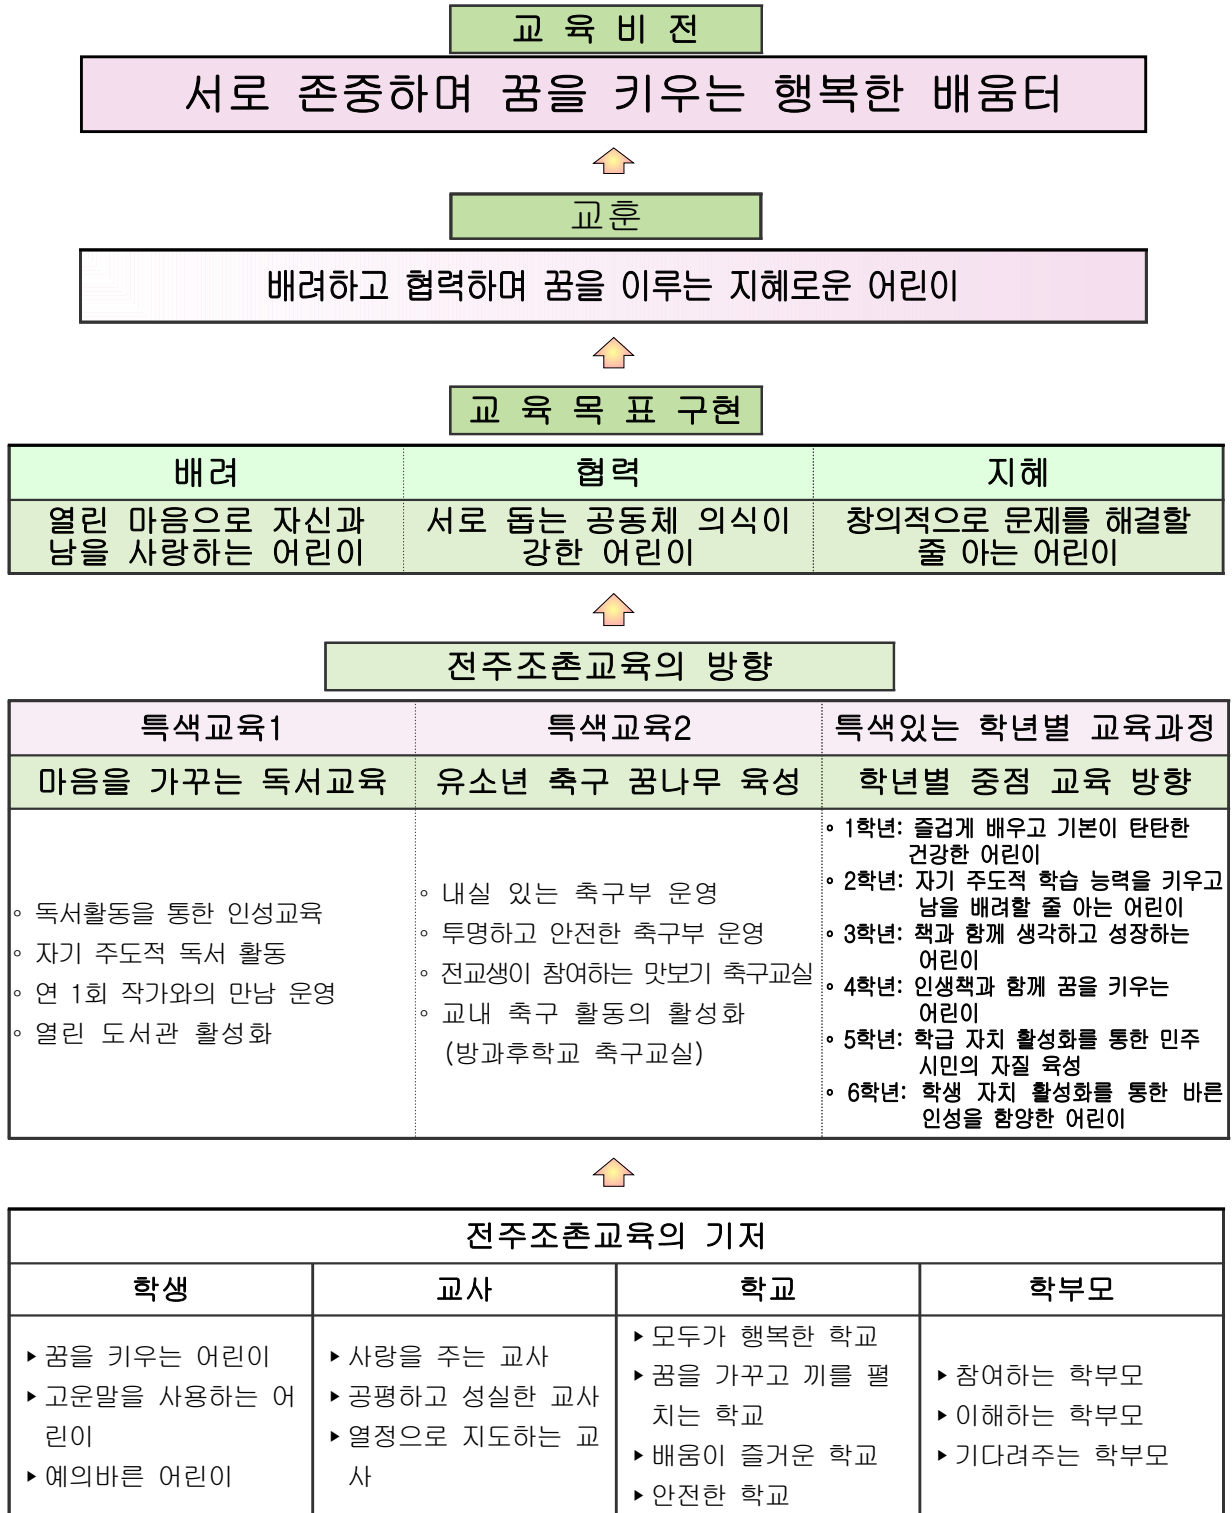 교 육 비 전
서로 존중하며 꿈을 키우는 행복한 배움터
교훈
배려하고 협력하며 꿈을 이루는 지혜로운 어린이
교 육 목 표 구현
배려
협력
지혜
열린 마음으로 자신과
남을 사랑하는 어린이
서로 돕는 공동체 의식이
강한 어린이
창의적으로 문제를 해결할
줄 아는 어린이
전주조촌교육의 방향
특색교육1
특색교육2
특색있는 학년별 교육과정
마음을 가꾸는 독서교육
유소년 축구 꿈나무 육성
학년별 중점 교육 방향
◦ 독서활동을 통한 인성교육
◦ 자기 주도적 독서 활동
◦ 연 1회 작가와의 만남 운영
◦ 열린 도서관 활성화
◦ 내실 있는 축구부 운영
◦ 투명하고 안전한 축구부 운영
◦ 전교생이 참여하는 맛보기 축구교실
◦ 교내 축구 활동의 활성화
(방과후학교 축구교실)
◦ 1학년: 즐겁게 배우고 기본이 탄탄한
건강한 어린이
◦ 2학년: 자기 주도적 학습 능력을 키우고
남을 배려할 줄 아는 어린이
◦ 3학년: 책과 함께 생각하고 성장하는
어린이
◦ 4학년: 인생책과 함께 꿈을 키우는
어린이
◦ 5학년: 학급 자치 활성화를 통한 민주
시민의 자질 육성
◦ 6학년: 학생 자치 활성화를 통한 바른
인성을 함양한 어린이
전주조촌교육의 기저
학생
교사
학교
학부모
▸꿈을 키우는 어린이
▸고운말을 사용하는 어
린이
▸예의바른 어린이
▸사랑을 주는 교사
▸공평하고 성실한 교사
▸열정으로 지도하는 교
사
▸모두가 행복한 학교
▸꿈을 가꾸고 끼를 펼
치는 학교
▸배움이 즐거운 학교
▸안전한 학교
▸참여하는 학부모
▸이해하는 학부모
▸기다려주는 학부모